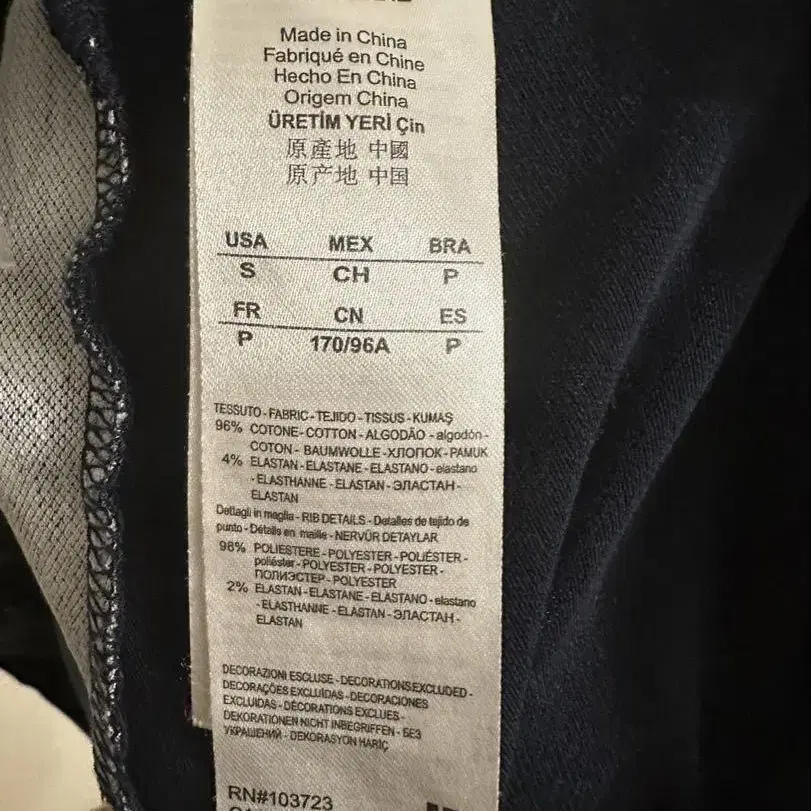 Made in China
Fabriqué en Chine
Hecho En China
Origem China
ÜRETİM YERİ Çin
原產地 中國
原产地 中国
USA MEX BRA
S CH P
FR CN ES
P 170/96A P
TESSUTO - FABRIC - TEJIDO - TISSUS - KUMAŞ
96% COTONE - COTTON - ALGODÃO - algodón -
COTON - BAUMWOLLE - ХЛОПОК - PAMUK
4% ELASTAN - ELASTANE - ELASTANO - elastano
- ELASTHANNE - ELASTAN - ЭЛАСТАН -
ELASTAN
Dettagli in maglia - RIB DETAILS - Detalles de tejido de
punto - Détails en maille - NERVÜR DETAYLAR
98% POLIESTERE - POLYESTER - POLIÉSTER -
poliéster - POLYESTER - POLYESTER -
ПОЛИЭСТЕР - POLYESTER
2% ELASTAN - ELASTANE - ELASTANO - elastano
- ELASTHANNE - ELASTAN - ЭЛАСТАН -
ELASTAN
DECORAZIONI ESCLUSE - DECORATIONS EXCLUDED -
DECORAÇÕES EXCLUÍDAS - DECORACIONES
EXCLUIDAS - DÉCORATIONS EXCLUES -
DEKORATIONEN NICHT INBEGRIFFEN - БЕЗ
УКРАШЕНИЙ - DEKORASYON HARİÇ
RN#103723